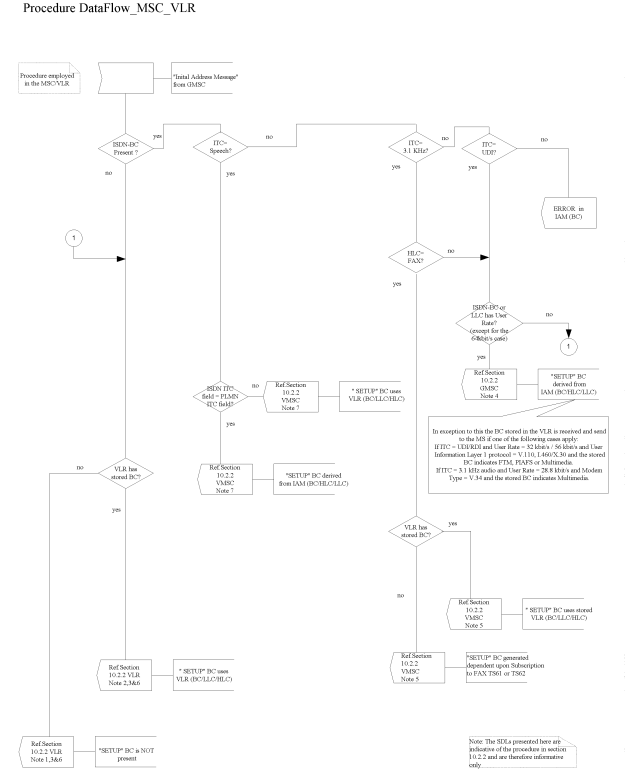 Procedure DataFlow_MSC_VLR
Procedure employed
in the MSC/VLR
"Inital Address Message"
from GMSC
ISDN-BC
Present ?
yes
no
ITC=
Speech?
no
yes
ITC=
3.1 KHz?
no
yes
ITC=
UDI?
no
yes
ERROR in
IAM (BC)
1
HLC=
FAX?
no
yes
ISDN-BC or
LLC has User
Rate?
(except for the
64kbit/s case)
no
yes
1
ISDN ITC
field = PLMN
ITC field?
no
yes
Ref.Section
10.2.2
VMSC
Note 7
" SETUP" BC uses
VLR (BC/LLC/HLC)
Ref.Section
10.2.2
GMSC
Note 4
"SETUP" BC
derived from
IAM (BC/HLC/LLC)
In exception to this the BC stored in the VLR is received and send
to the MS if one of the following cases apply:
If ITC = UDI/RDI and User Rate = 32 kbit/s / 56 kbit/s and User
Information Layer 1 protocol = V.110, I.460/X.30 and the stored
BC indicates FTM, PIAFS or Multimedia.
If ITC = 3.1 kHz audio and User Rate = 28.8 kbit/s and Modem
Type = V.34 and the stored BC indicates Multimedia.
VLR has
stored BC?
no
yes
Ref.Section
10.2.2
VMSC
Note 7
"SETUP" BC derived
from IAM (BC/HLC/LLC)
VLR has
stored BC?
yes
no
Ref.Section
10.2.2
VMSC
Note 5
" SETUP" BC uses stored
VLR (BC/LLC/HLC)
Ref.Section
10.2.2 VLR
Note 2,3&6
" SETUP" BC uses
VLR (BC/LLC/HLC)
Ref.Section
10.2.2
VMSC
Note 5
"SETUP" BC generated
dependent upon Subscription
to FAX TS61 or TS62
Ref.Section
10.2.2 VLR
Note 1,3&6
"SETUP" BC is NOT
present
Note: The SDLs presented here are
indicative of the procedure in section
10.2.2 and are therefore informative
only